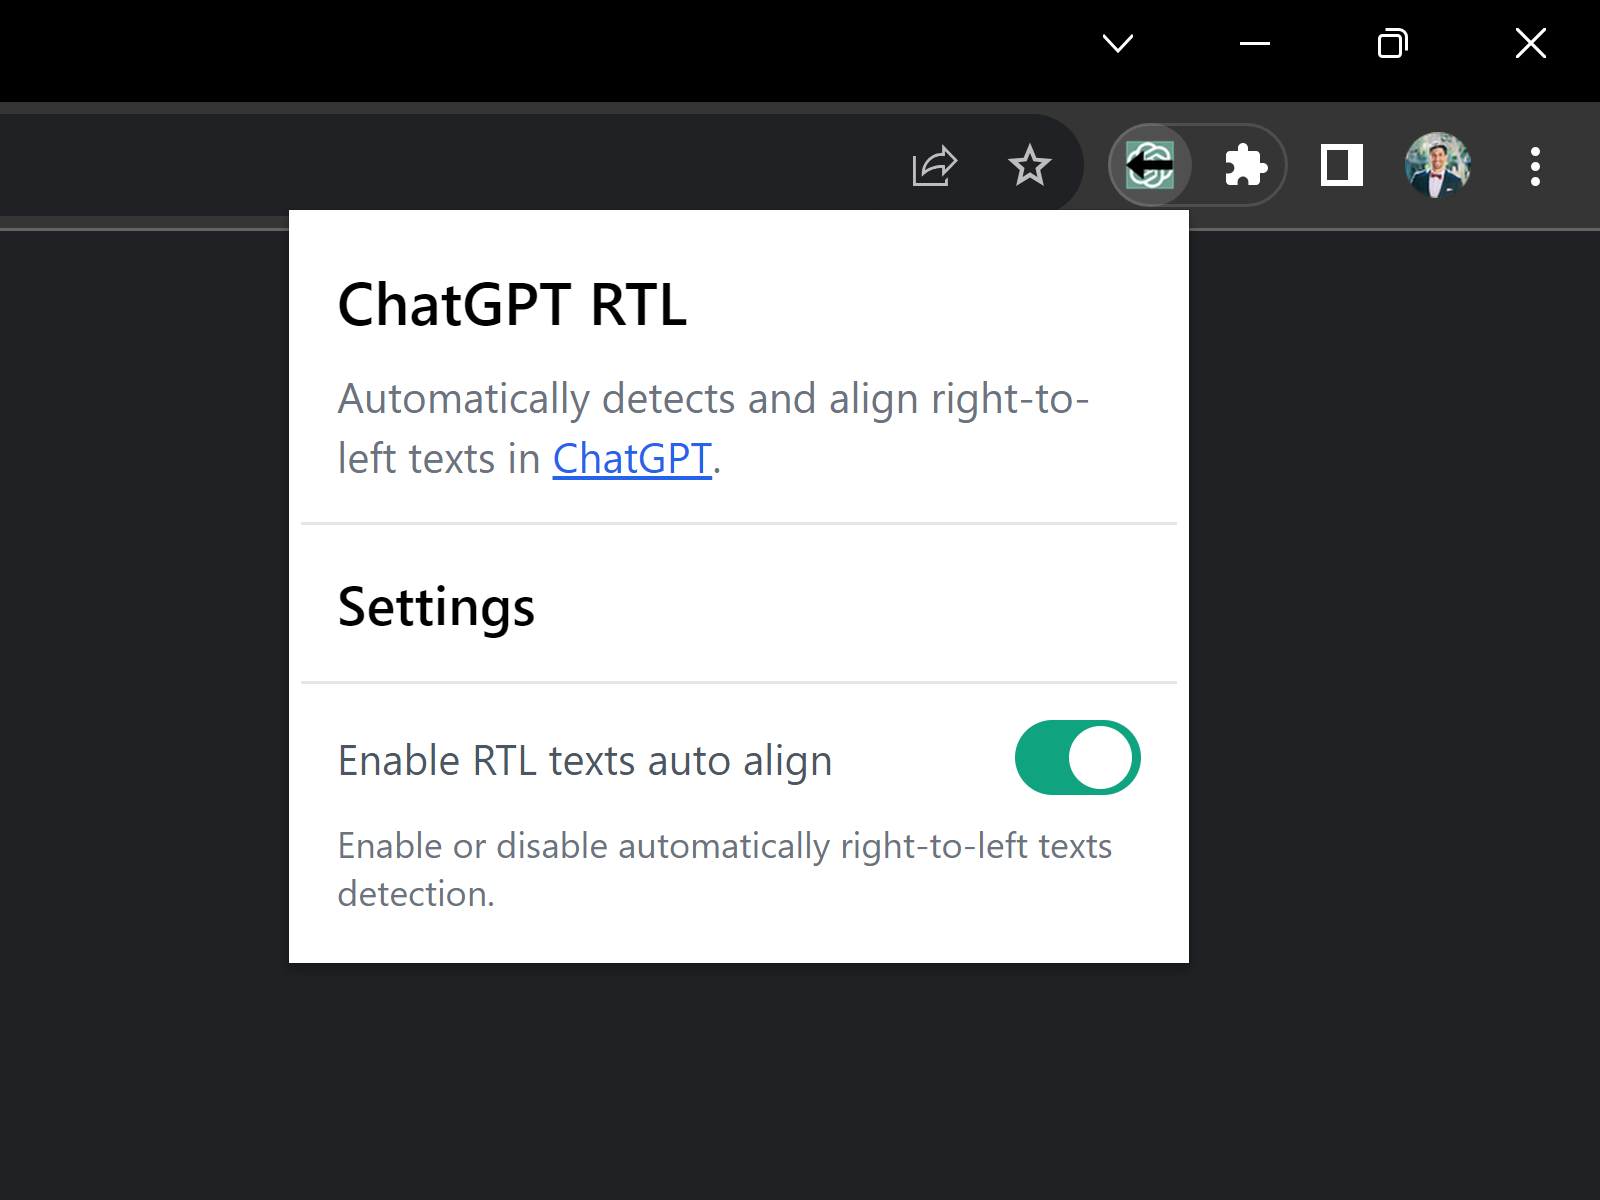 ChatGPT RTL
Automatically detects and align right-to-
left texts in ChatGPT.
Settings
Enable RTL texts auto align
Enable or disable automatically right-to-left texts
detection.